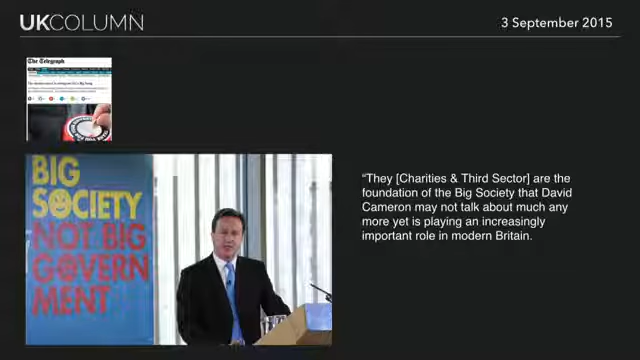 UKCOLUMN
3 September 2015
The Telegraph
BIG
SOCIETY
NOT BIG
GOVERN
MENT
“They [Charities & Third Sector] are the
foundation of the Big Society that David
Cameron may not talk about much any
more yet is playing an increasingly
important role in modern Britain.